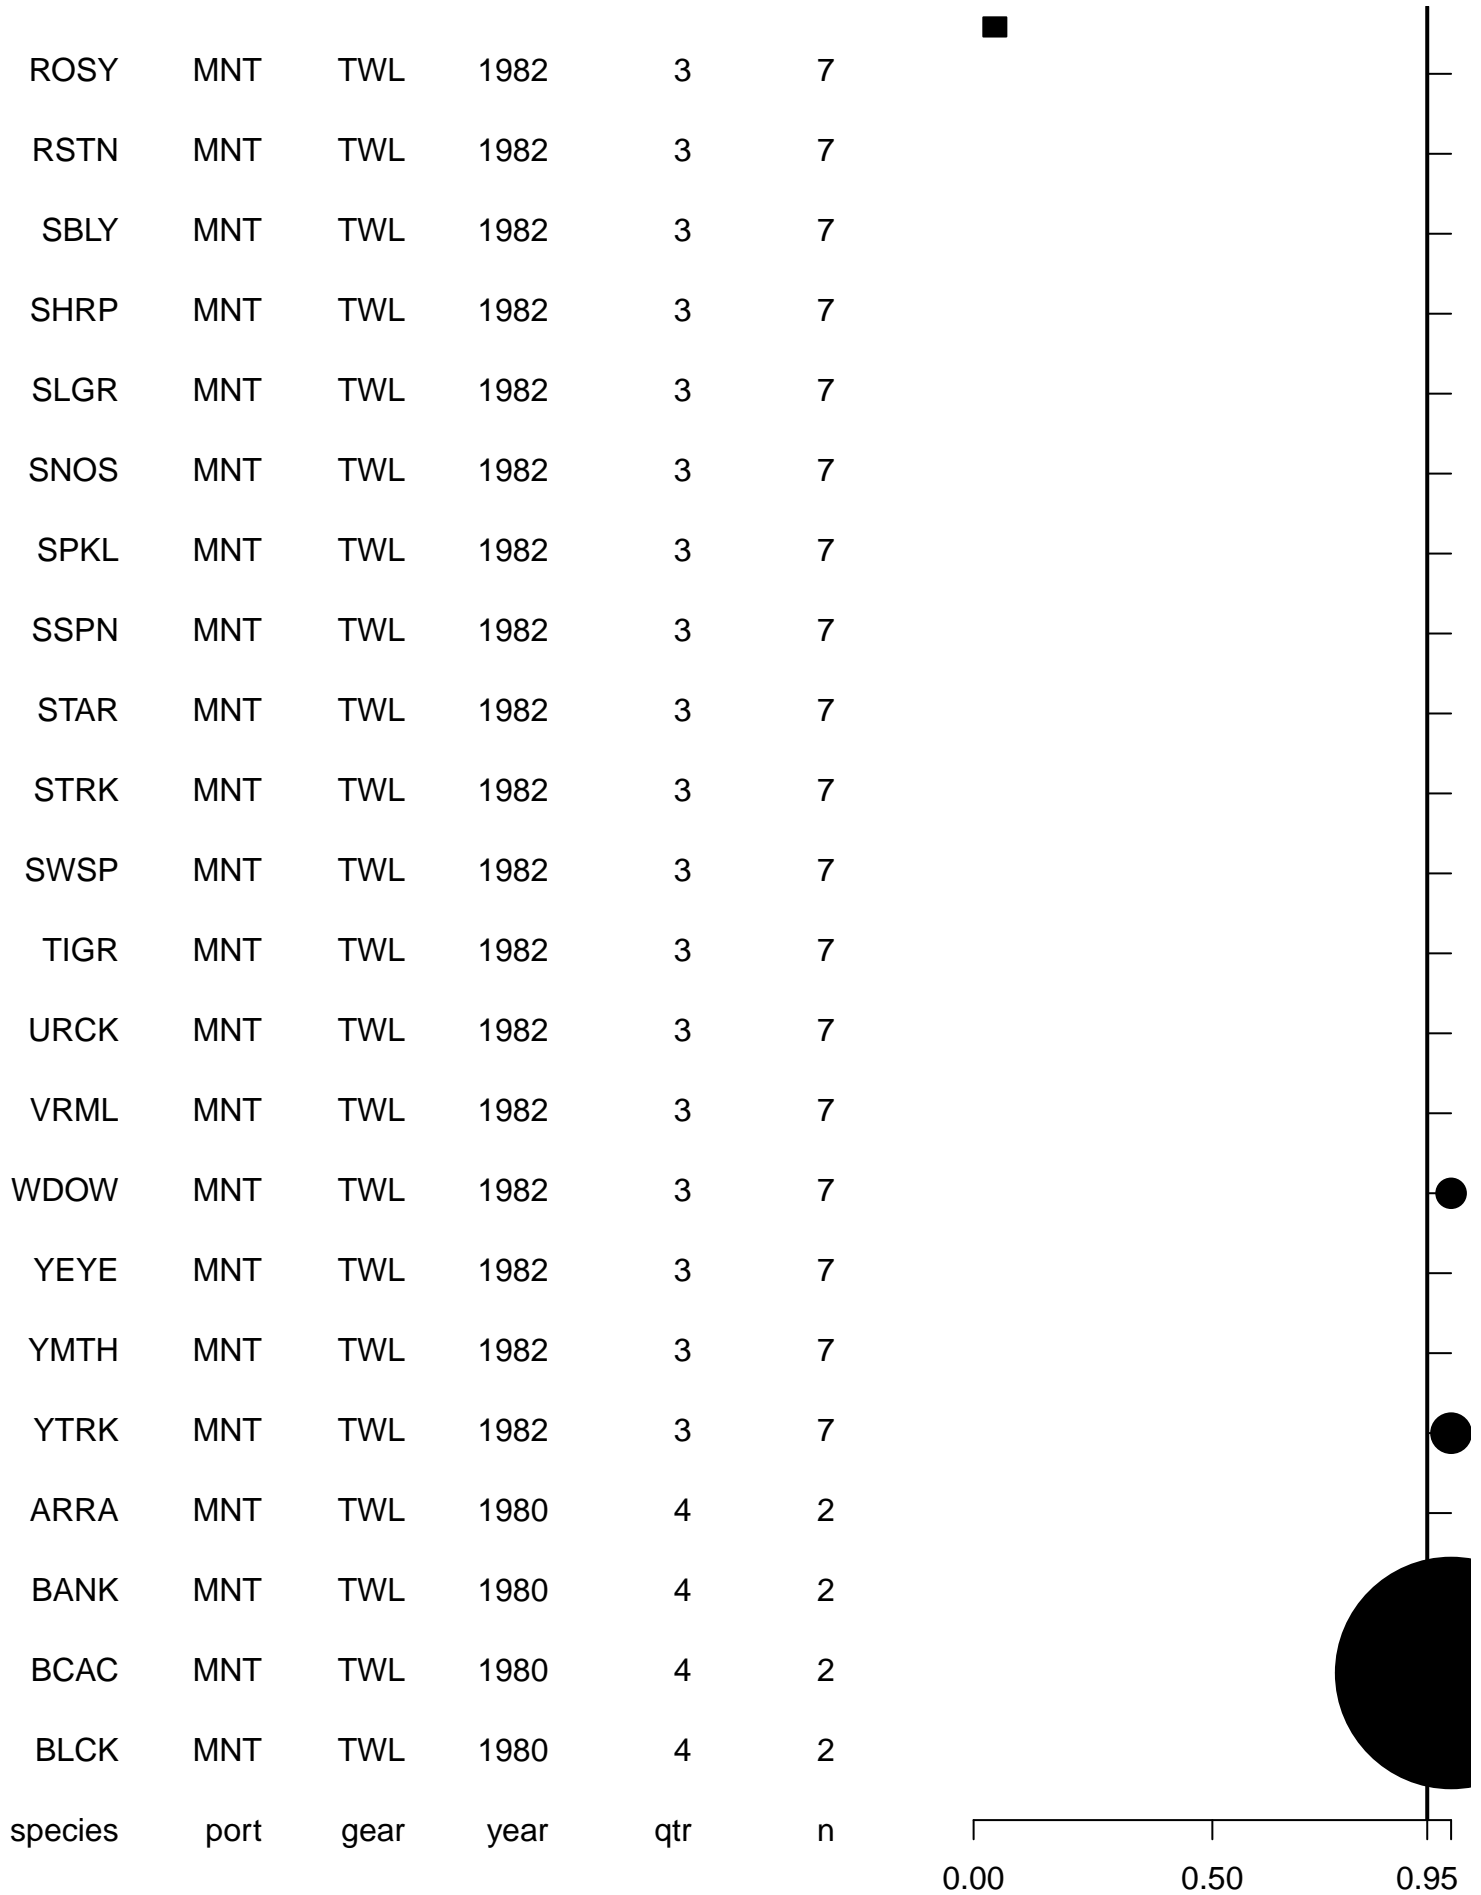 ROSY MNT TWL 1982 3 7
RSTN MNT TWL 1982 3 7
SBLY MNT TWL 1982 3 7
SHRP MNT TWL 1982 3 7
SLGR MNT TWL 1982 3 7
SNOS MNT TWL 1982 3 7
SPKL MNT TWL 1982 3 7
SSPN MNT TWL 1982 3 7
STAR MNT TWL 1982 3 7
STRK MNT TWL 1982 3 7
SWSP MNT TWL 1982 3 7
TIGR MNT TWL 1982 3 7
URCK MNT TWL 1982 3 7
VRML MNT TWL 1982 3 7
WDOW MNT TWL 1982 3 7
YEYE MNT TWL 1982 3 7
YMTH MNT TWL 1982 3 7
YTRK MNT TWL 1982 3 7
ARRA MNT TWL 1980 4 2
BANK MNT TWL 1980 4 2
BCAC MNT TWL 1980 4 2
BLCK MNT TWL 1980 4 2
species port gear year qtr n
0.00 0.50 0.95